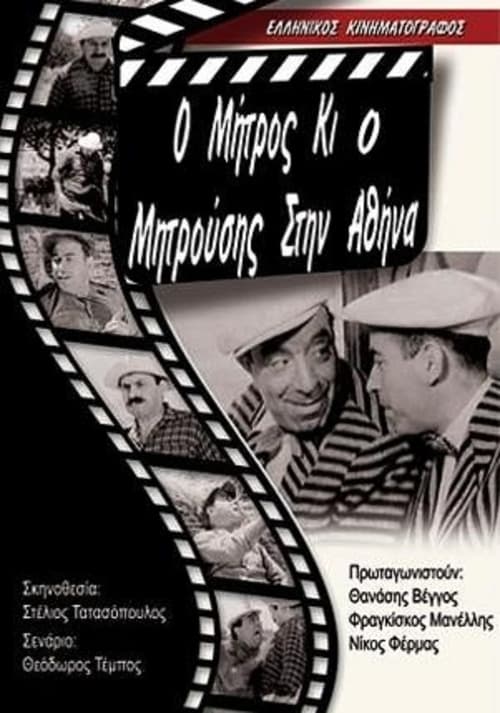 ΕΛΛΗΝΙΚΟΣ ΚΙΝΗΜΑΤΟΓΡΑΦΟΣ
Ο Μήτρος Κι ο
Μητρούσης Στην Αθήνα
Σκηνοθεσία:
Στέλιος Τατασόπουλος
Σενάριο:
Θεόδωρος Τέμπος
Πρωταγωνιστούν:
Θανάσης Βέγγος
Φραγκίσκος Μανέλλης
Νίκος Φέρμας